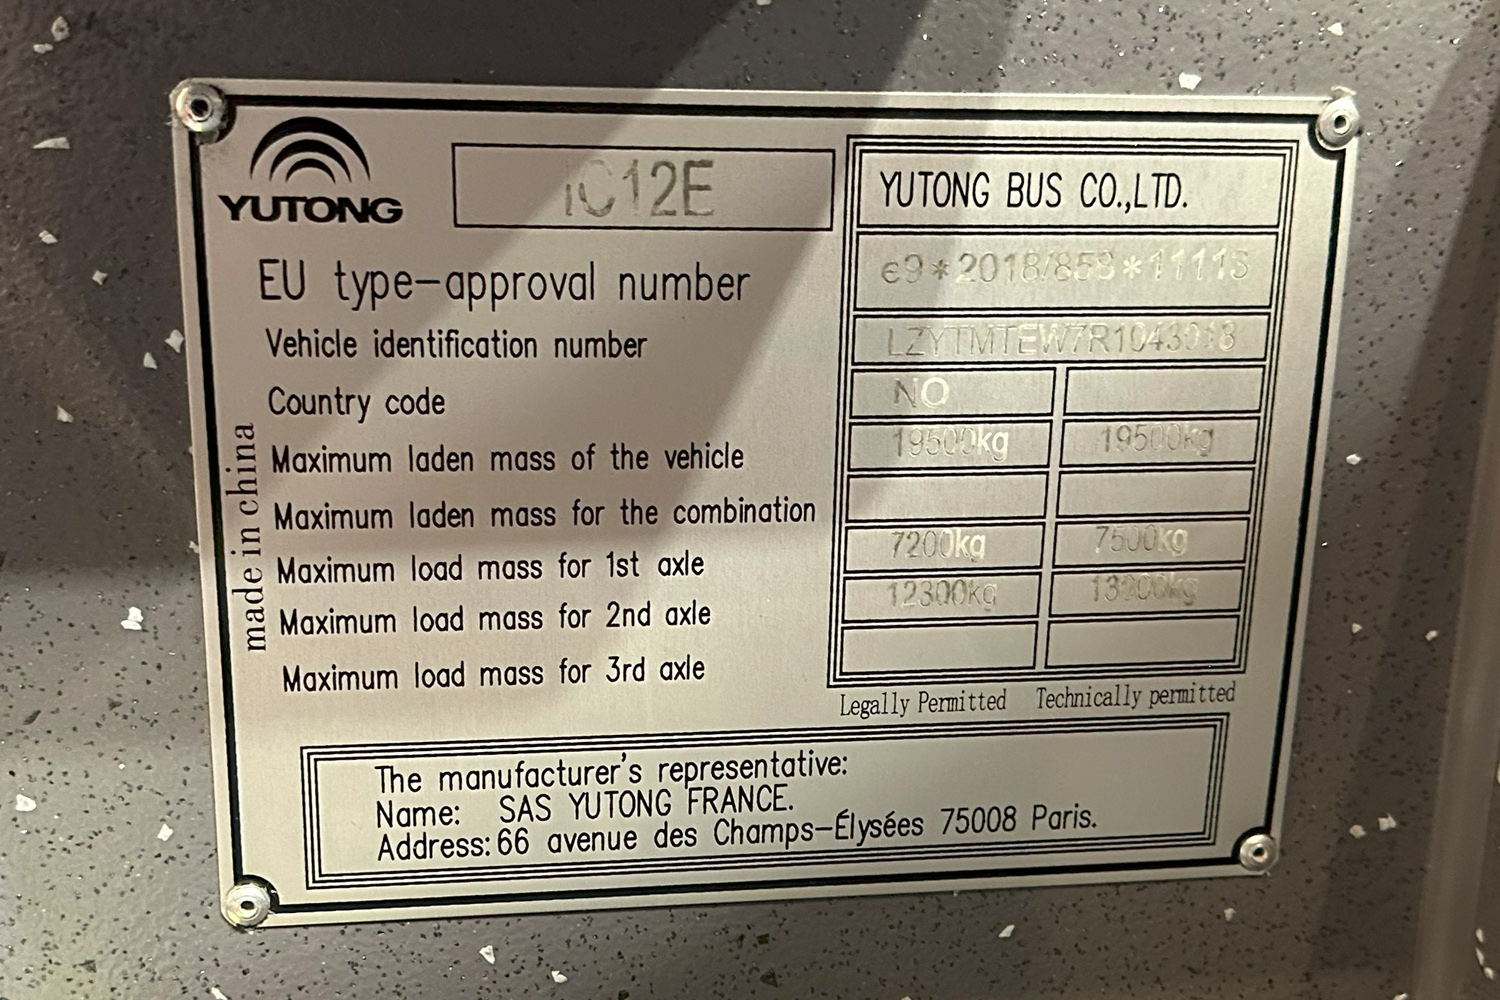 YUTONG
IC12E
YUTONG BUS CO.,LTD.
EU type-approval number
e9*2018/858*11113
Vehicle identification number
LZYTMTEW7R1043013
Country code
NO
Maximum laden mass of the vehicle
19500kg 19500kg
Maximum laden mass for the combination
Maximum load mass for 1st axle
7200kg 7500kg
Maximum load mass for 2nd axle
12300kg
Maximum load mass for 3rd axle
Legally Permitted Technically permitted
made in china
The manufacturer's representative:
Name: SAS YUTONG FRANCE.
Address: 66 avenue des Champs-Élysées 75008 Paris.